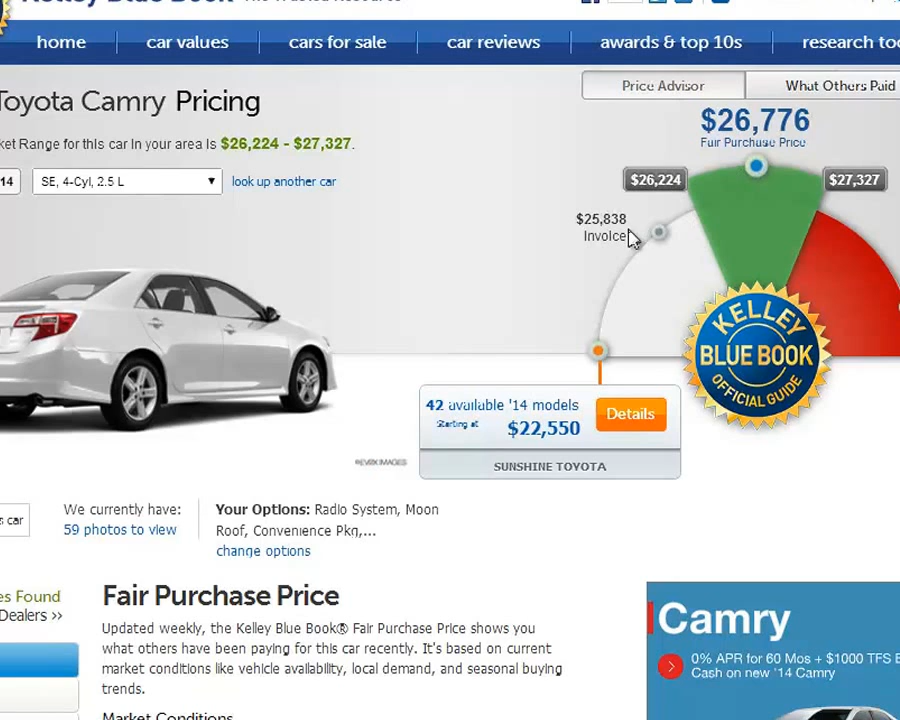 Kelley Blue Book The Trusted Resource
home car values cars for sale car reviews awards & top 10s research too
Price Advisor What Others Paid
Toyota Camry Pricing
$26,776
Fair Purchase Price
ket Range for this car in your area is $26,224 - $27,327.
14 SE, 4-Cyl, 2.5 L look up another car
$26,224 $27,327
$25,838
Invoice
KELLEY
BLUE BOOK
OFFICIAL GUIDE
42 available '14 models
Starting at $22,550
Details
SUNSHINE TOYOTA
©EVOX IMAGES
s car
We currently have:
59 photos to view
Your Options: Radio System, Moon
Roof, Convenience Pkg,...
change options
es Found
Dealers >>
Fair Purchase Price
Updated weekly, the Kelley Blue Book® Fair Purchase Price shows you
what others have been paying for this car recently. It's based on current
market conditions like vehicle availability, local demand, and seasonal buying
trends.
Market Conditions
Camry
0% APR for 60 Mos + $1000 TFS
Cash on new '14 Camry